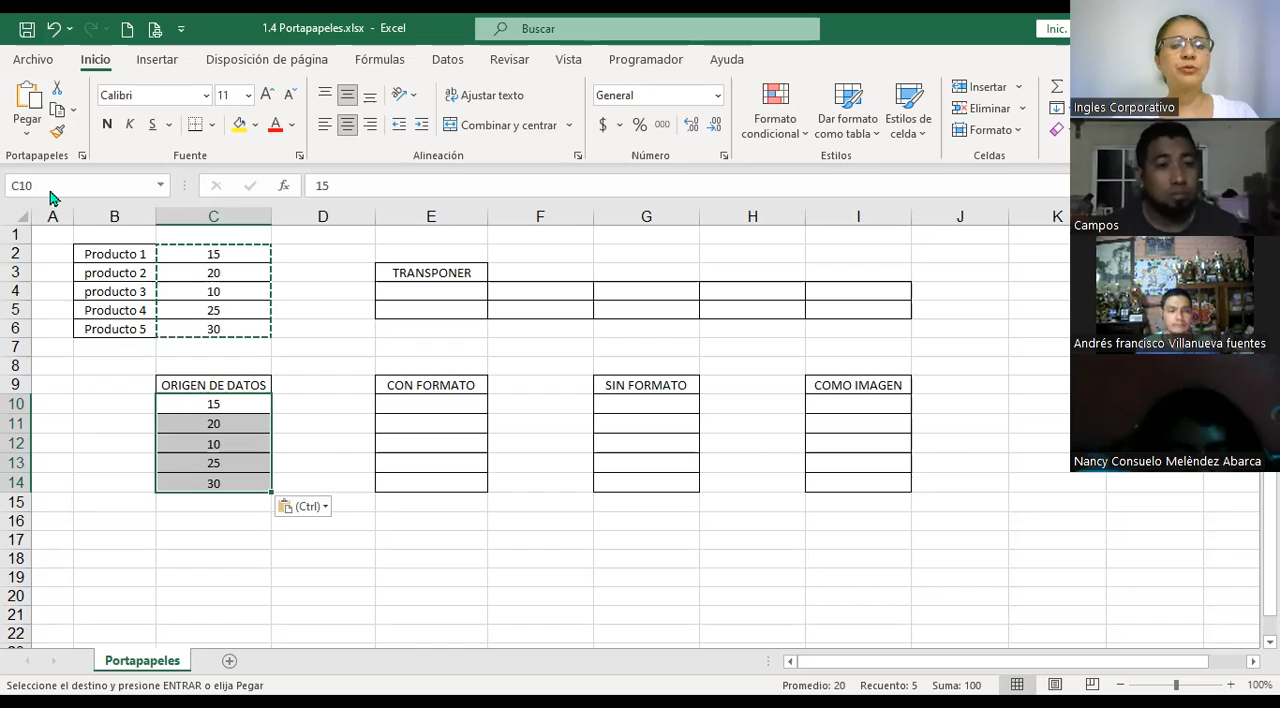 1.4 Portapapeles.xlsx - Excel
Buscar
Inic.
Archivo Inicio Insertar Disposición de página Fórmulas Datos Revisar Vista Programador Ayuda
Pegar
Calibri 11
N K S
Ajustar texto
Combinar y centrar
General
$ % 000
Formato condicional
Dar formato como tabla
Estilos de celda
Insertar
Eliminar
Formato
Portapapeles Fuente Alineación Número Estilos Celdas
C10 fx 15
A B C D E F G H I J K
1
2 Producto 1 15
3 producto 2 20 TRANSPONER
4 producto 3 10
5 Producto 4 25
6 Producto 5 30
7
8
9 ORIGEN DE DATOS CON FORMATO SIN FORMATO COMO IMAGEN
10 15
11 20
12 10
13 25
14 30
15 (Ctrl)
16
17
18
19
20
21
22
Portapapeles
Seleccione el destino y presione ENTRAR o elija Pegar Promedio: 20 Recuento: 5 Suma: 100 100%
Ingles Corporativo
Campos
Andrés francisco Villanueva fuentes
Nancy Consuelo Melèndez Abarca